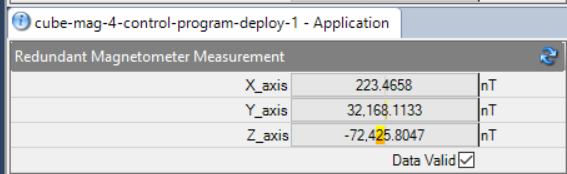 cube-mag-4-control-program-deploy-1 - Application
Redundant Magnetometer Measurement
X_axis 223.4658 nT
Y_axis 32,168.1133 nT
Z_axis -72,425.8047 nT
Data Valid